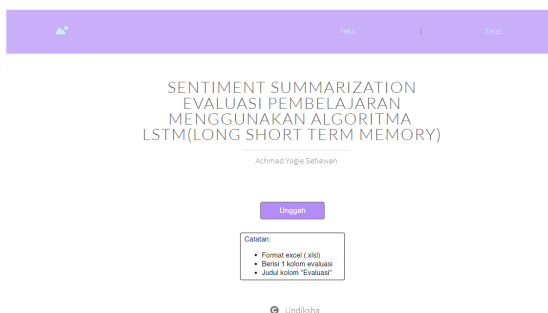 Teks | Excel
SENTIMENT SUMMARIZATION
EVALUASI PEMBELAJARAN
MENGGUNAKAN ALGORITMA
LSTM(LONG SHORT TERM MEMORY)
Achmad Yogie Setiawan
Unggah
Catatan:
• Format excel (.xlsl)
• Berisi 1 kolom evaluasi
• Judul kolom "Evaluasi"
Undiksha